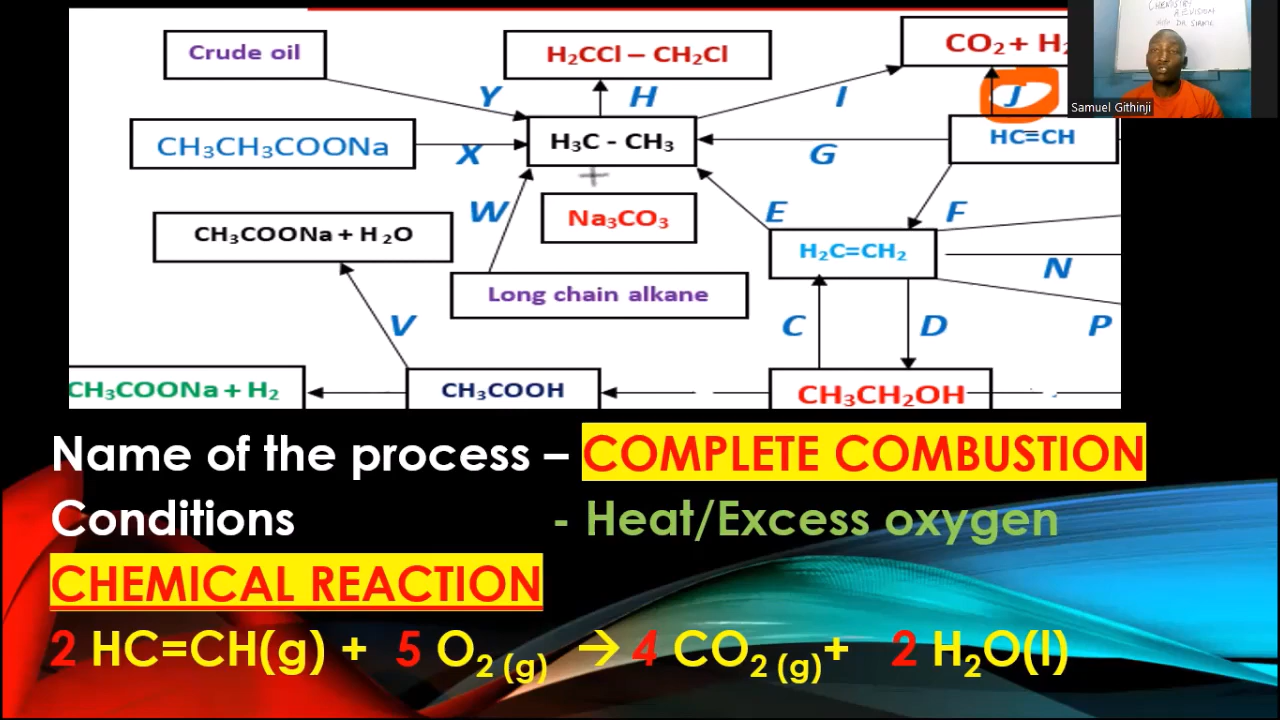 CHEMISTRY
REVISION
Crude oil
H₂CCl – CH₂Cl
CO₂ + H₂
Samuel Githinji
Y
H
I
J
CH₃CH₃COONa
X
H₃C - CH₃
+
G
HC≡CH
W
Na₃CO₃
E
F
CH₃COONa + H₂O
H₂C=CH₂
N
Long chain alkane
V
C
D
P
CH₃COONa + H₂
CH₃COOH
CH₃CH₂OH
Name of the process – COMPLETE COMBUSTION
Conditions - Heat/Excess oxygen
CHEMICAL REACTION
2 HC=CH(g) + 5 O₂ (g) → 4 CO₂ (g)+ 2 H₂O(l)